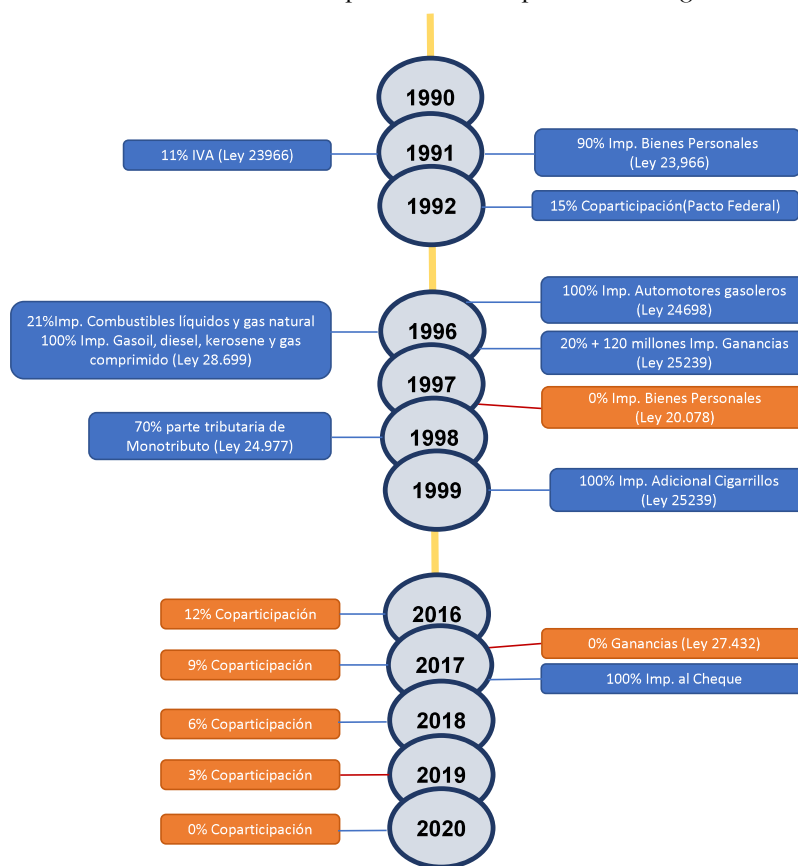 1990
11% IVA (Ley 23966)
1991
90% Imp. Bienes Personales
(Ley 23,966)
1992
15% Coparticipación(Pacto Federal)
100% Imp. Automotores gasoleros
(Ley 24698)
21%Imp. Combustibles líquidos y gas natural
100% Imp. Gasoil, diesel, kerosene y gas
comprimido (Ley 28.699)
1996
20% + 120 millones Imp. Ganancias
(Ley 25239)
1997
0% Imp. Bienes Personales
(Ley 20.078)
70% parte tributaria de
Monotributo (Ley 24.977)
1998
1999
100% Imp. Adicional Cigarrillos
(Ley 25239)
12% Coparticipación
2016
0% Ganancias (Ley 27.432)
9% Coparticipación
2017
100% Imp. al Cheque
6% Coparticipación
2018
3% Coparticipación
2019
0% Coparticipación
2020